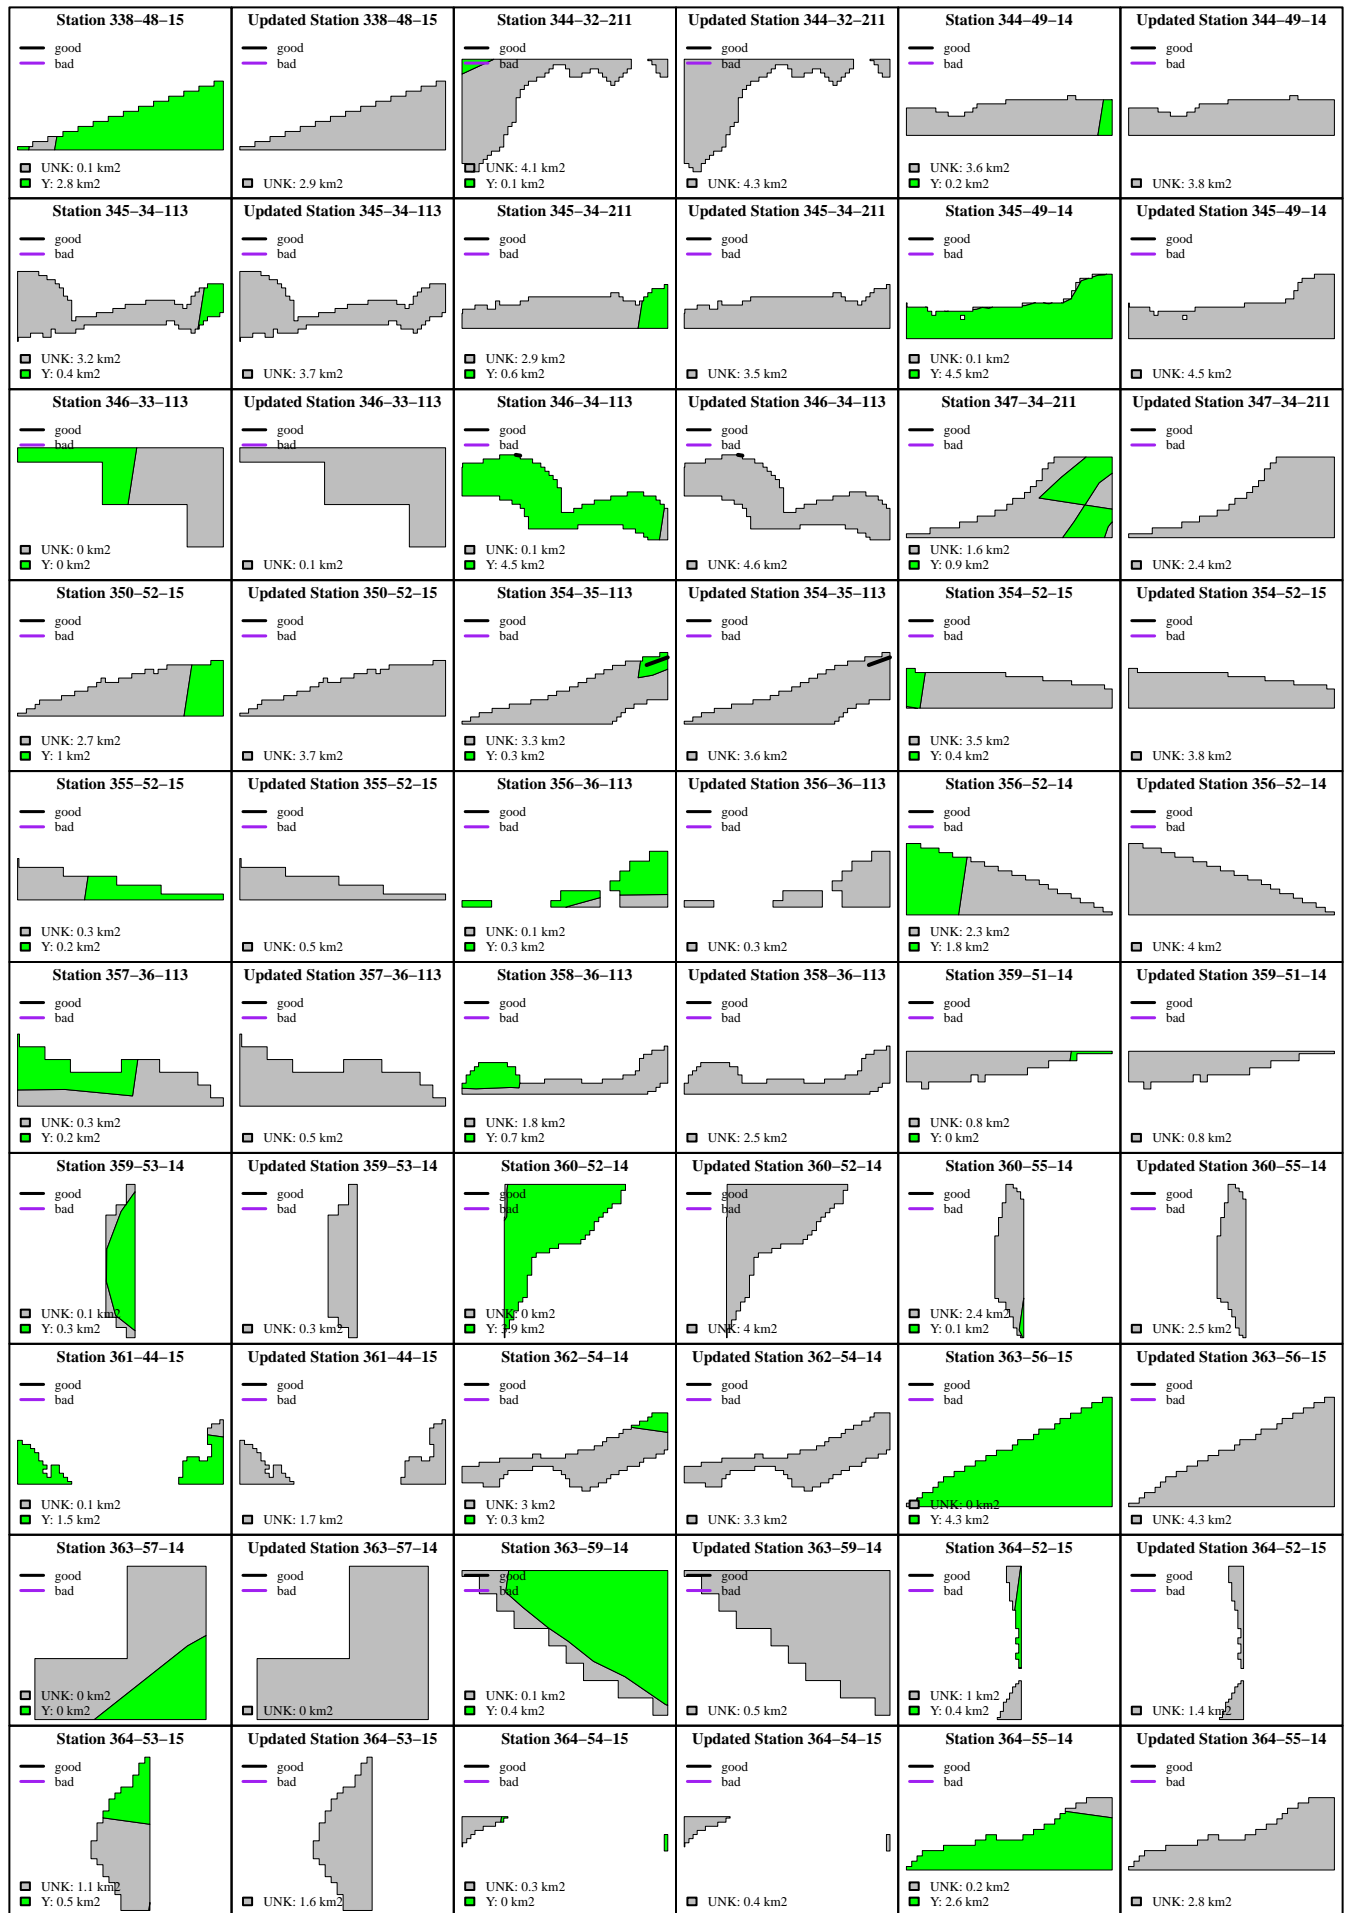 Station 338−48−15
good
bad
UNK: 0.1 km2
Y: 2.8 km2
Updated Station 338−48−15
good
bad
UNK: 2.9 km2
Station 344−32−211
good
bad
UNK: 4.1 km2
Y: 0.1 km2
Updated Station 344−32−211
good
bad
UNK: 4.3 km2
Station 344−49−14
good
bad
UNK: 3.6 km2
Y: 0.2 km2
Updated Station 344−49−14
good
bad
UNK: 3.8 km2
Station 345−34−113
good
bad
UNK: 3.2 km2
Y: 0.4 km2
Updated Station 345−34−113
good
bad
UNK: 3.7 km2
Station 345−34−211
good
bad
UNK: 2.9 km2
Y: 0.6 km2
Updated Station 345−34−211
good
bad
UNK: 3.5 km2
Station 345−49−14
good
bad
UNK: 0.1 km2
Y: 4.5 km2
Updated Station 345−49−14
good
bad
UNK: 4.5 km2
Station 346−33−113
good
bad
UNK: 0 km2
Y: 0 km2
Updated Station 346−33−113
good
bad
UNK: 0.1 km2
Station 346−34−113
good
bad
UNK: 0.1 km2
Y: 4.5 km2
Updated Station 346−34−113
good
bad
UNK: 4.6 km2
Station 347−34−211
good
bad
UNK: 1.6 km2
Y: 0.9 km2
Updated Station 347−34−211
good
bad
UNK: 2.4 km2
Station 350−52−15
good
bad
UNK: 2.7 km2
Y: 1 km2
Updated Station 350−52−15
good
bad
UNK: 3.7 km2
Station 354−35−113
good
bad
UNK: 3.3 km2
Y: 0.3 km2
Updated Station 354−35−113
good
bad
UNK: 3.6 km2
Station 354−52−15
good
bad
UNK: 3.5 km2
Y: 0.4 km2
Updated Station 354−52−15
good
bad
UNK: 3.8 km2
Station 355−52−15
good
bad
UNK: 0.3 km2
Y: 0.2 km2
Updated Station 355−52−15
good
bad
UNK: 0.5 km2
Station 356−36−113
good
bad
UNK: 0.1 km2
Y: 0.3 km2
Updated Station 356−36−113
good
bad
UNK: 0.3 km2
Station 356−52−14
good
bad
UNK: 2.3 km2
Y: 1.8 km2
Updated Station 356−52−14
good
bad
UNK: 4 km2
Station 357−36−113
good
bad
UNK: 0.3 km2
Y: 0.2 km2
Updated Station 357−36−113
good
bad
UNK: 0.5 km2
Station 358−36−113
good
bad
UNK: 1.8 km2
Y: 0.7 km2
Updated Station 358−36−113
good
bad
UNK: 2.5 km2
Station 359−51−14
good
bad
UNK: 0.8 km2
Y: 0 km2
Updated Station 359−51−14
good
bad
UNK: 0.8 km2
Station 359−53−14
good
bad
UNK: 0.1 km2
Y: 0.3 km2
Updated Station 359−53−14
good
bad
UNK: 0.3 km2
Station 360−52−14
good
bad
UNK: 0 km2
Y: 3.9 km2
Updated Station 360−52−14
good
bad
UNK: 4 km2
Station 360−55−14
good
bad
UNK: 2.4 km2
Y: 0.1 km2
Updated Station 360−55−14
good
bad
UNK: 2.5 km2
Station 361−44−15
good
bad
UNK: 0.1 km2
Y: 1.5 km2
Updated Station 361−44−15
good
bad
UNK: 1.7 km2
Station 362−54−14
good
bad
UNK: 3 km2
Y: 0.3 km2
Updated Station 362−54−14
good
bad
UNK: 3.3 km2
Station 363−56−15
good
bad
UNK: 0 km2
Y: 4.3 km2
Updated Station 363−56−15
good
bad
UNK: 4.3 km2
Station 363−57−14
good
bad
UNK: 0 km2
Y: 0 km2
Updated Station 363−57−14
good
bad
UNK: 0 km2
Station 363−59−14
good
bad
UNK: 0.1 km2
Y: 0.4 km2
Updated Station 363−59−14
good
bad
UNK: 0.5 km2
Station 364−52−15
good
bad
UNK: 1 km2
Y: 0.4 km2
Updated Station 364−52−15
good
bad
UNK: 1.4 km2
Station 364−53−15
good
bad
UNK: 1.1 km2
Y: 0.5 km2
Updated Station 364−53−15
good
bad
UNK: 1.6 km2
Station 364−54−15
good
bad
UNK: 0.3 km2
Y: 0 km2
Updated Station 364−54−15
good
bad
UNK: 0.4 km2
Station 364−55−14
good
bad
UNK: 0.2 km2
Y: 2.6 km2
Updated Station 364−55−14
good
bad
UNK: 2.8 km2